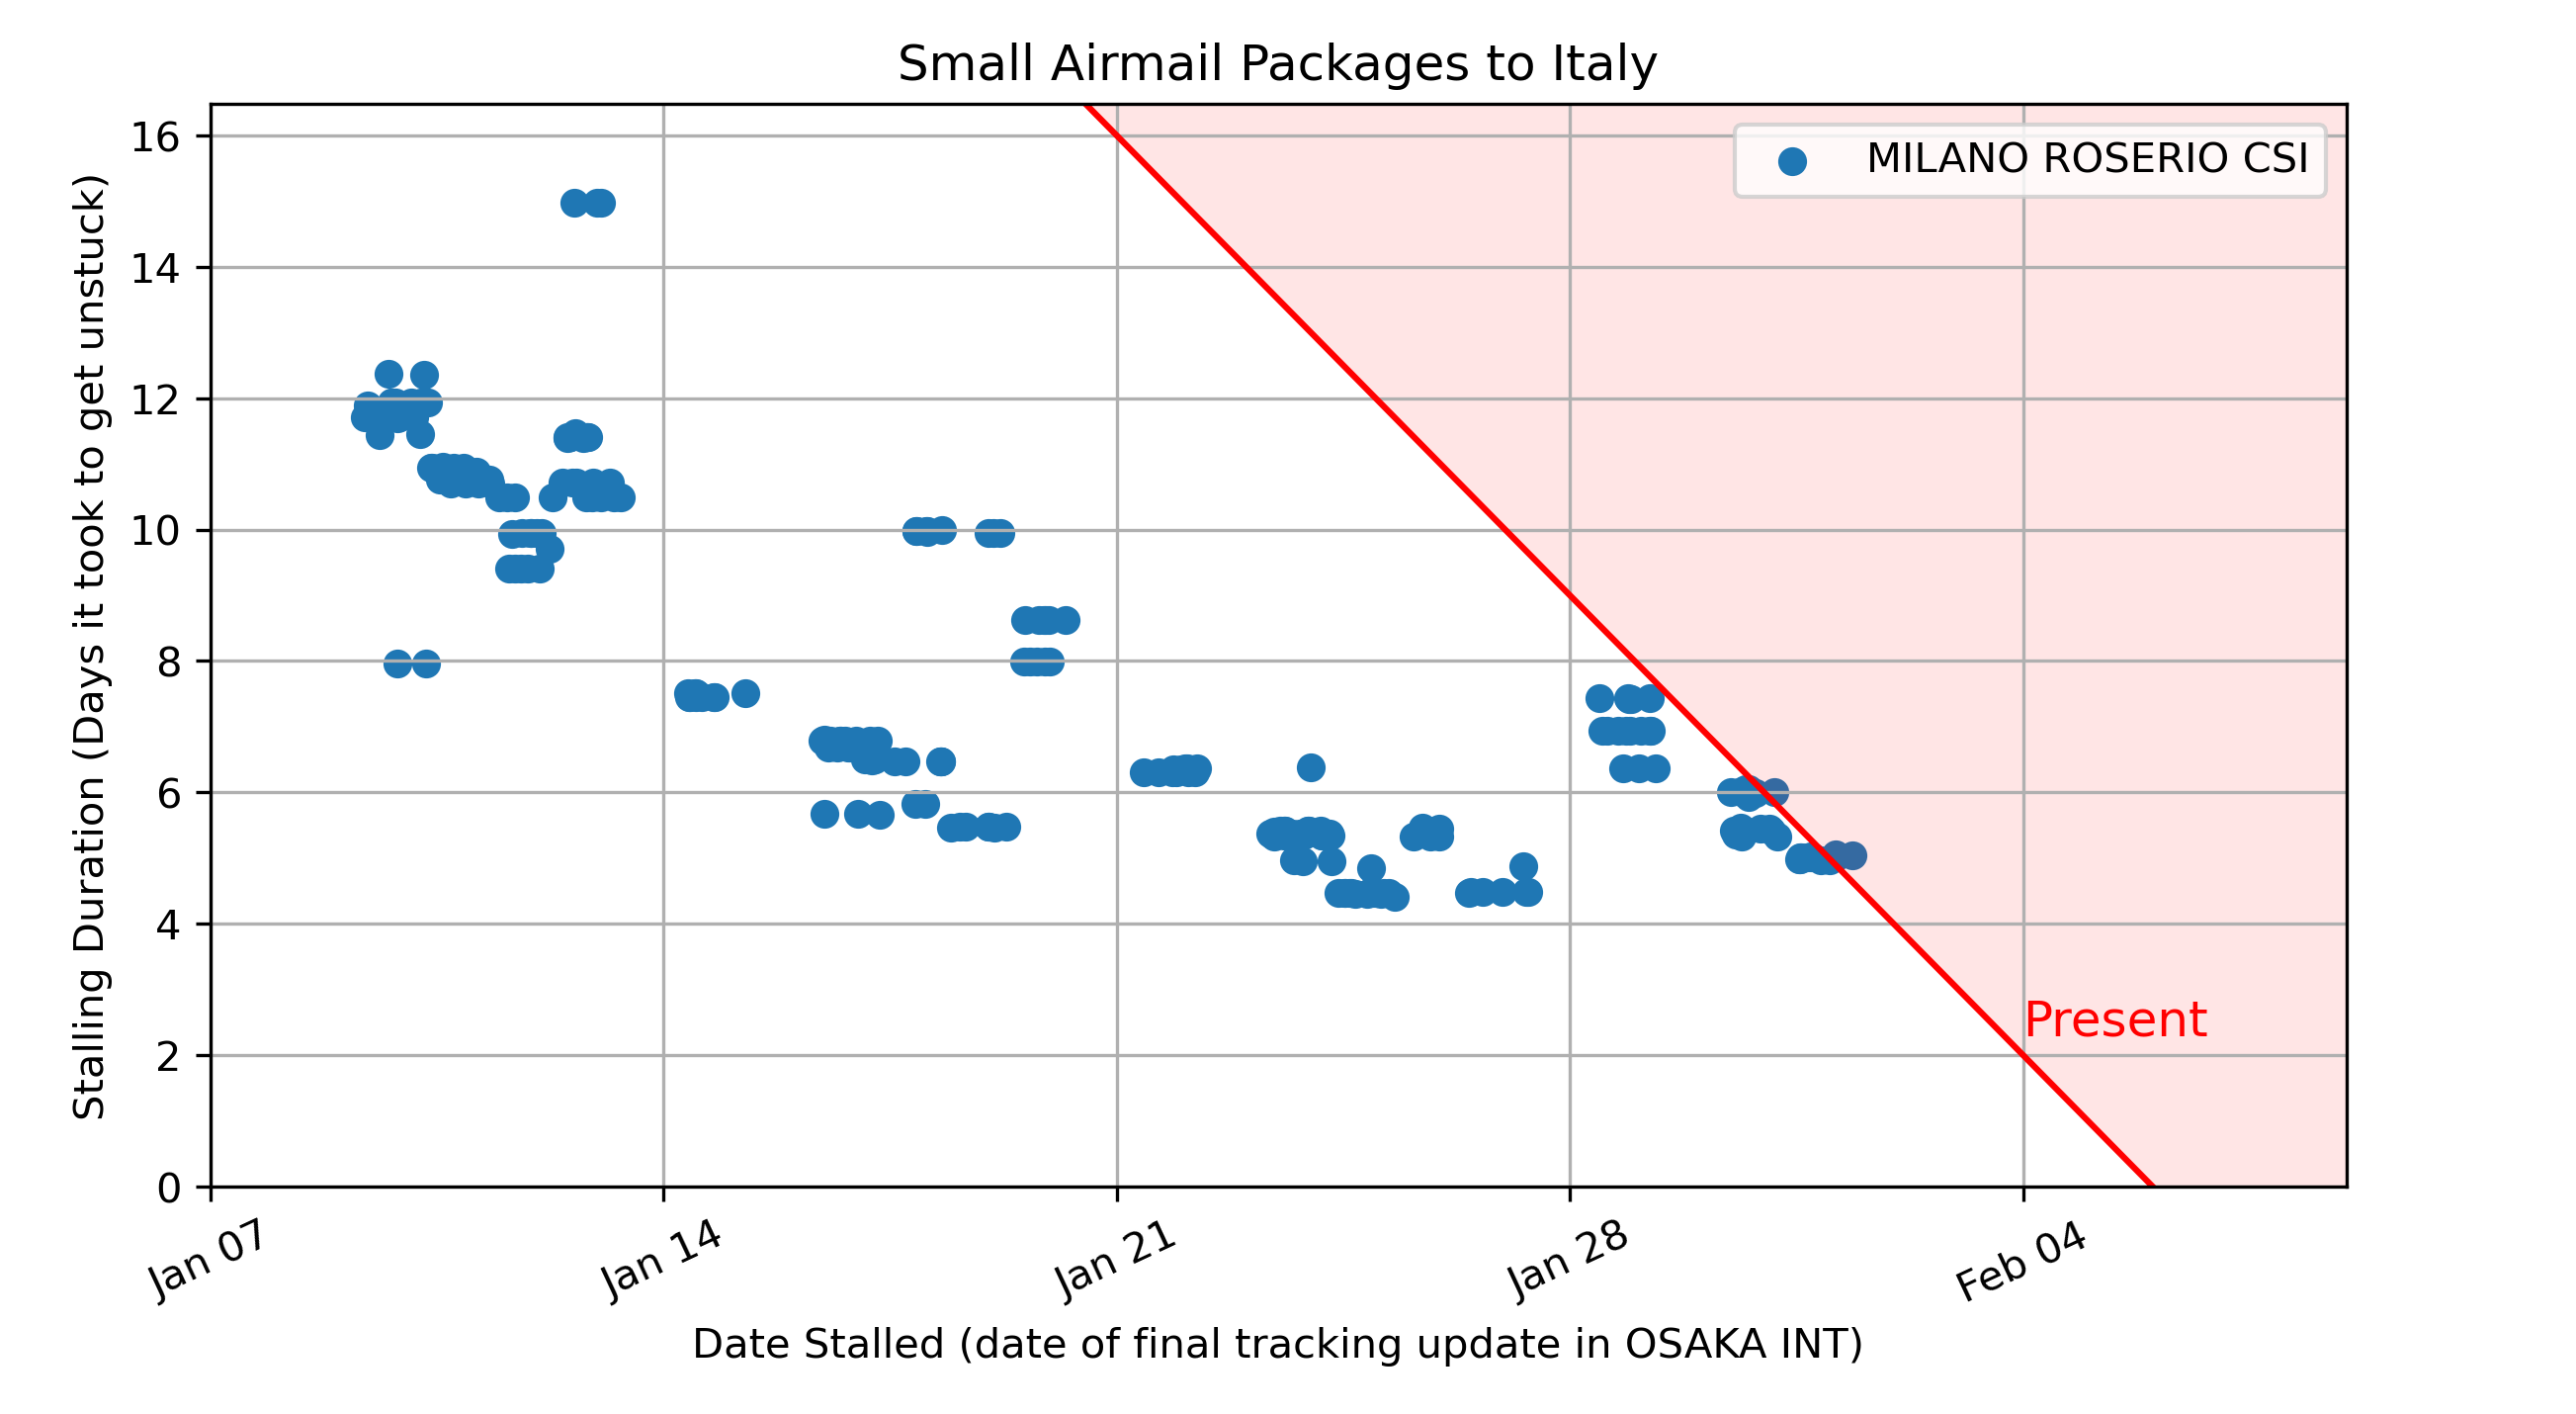 Small Airmail Packages to Italy
MILANO ROSERIO CSI
Stalling Duration (Days it took to get unstuck)
16
14
12
10
8
6
4
2
0
Present
Jan 07
Jan 14
Jan 21
Jan 28
Feb 04
Date Stalled (date of final tracking update in OSAKA INT)